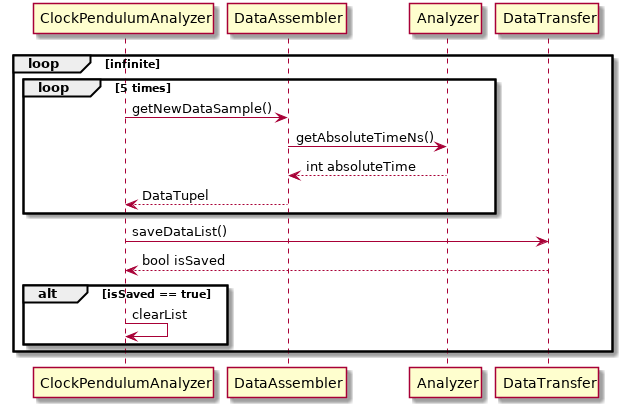 ClockPendulumAnalyzer DataAssembler Analyzer DataTransfer
loop [infinite]
loop [5 times]
getNewDataSample()
getAbsoluteTimeNs()
int absoluteTime
DataTupel
saveDataList()
bool isSaved
alt [isSaved == true]
clearList
ClockPendulumAnalyzer DataAssembler Analyzer DataTransfer